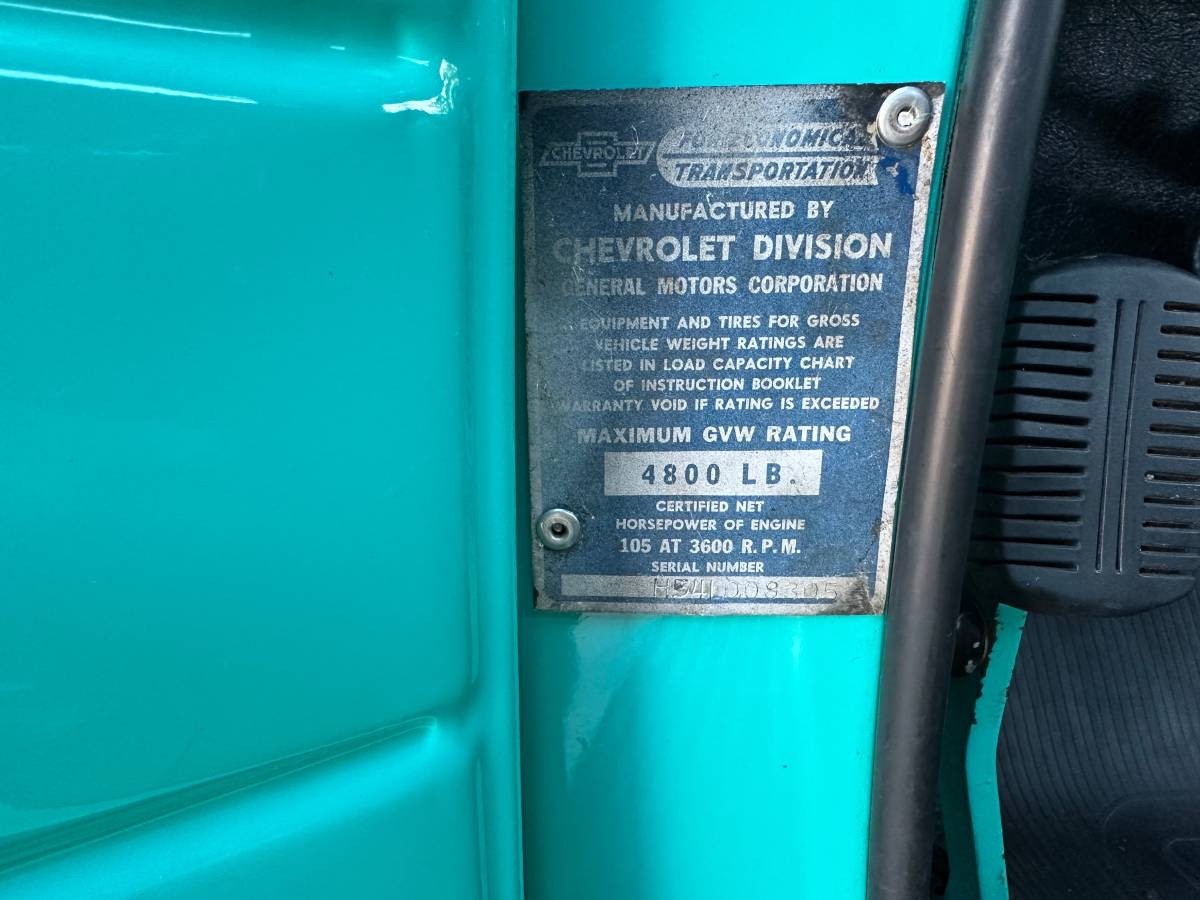 CHEVROLET
TRANSPORTATION
MANUFACTURED BY
CHEVROLET DIVISION
GENERAL MOTORS CORPORATION
EQUIPMENT AND TIRES FOR GROSS
VEHICLE WEIGHT RATINGS ARE
LISTED IN LOAD CAPACITY CHART
OF INSTRUCTION BOOKLET
WARRANTY VOID IF RATING IS EXCEEDED
MAXIMUM GVW RATING
4800 LB.
CERTIFIED NET
HORSEPOWER OF ENGINE
105 AT 3600 R.P.M.
SERIAL NUMBER
H54L008305